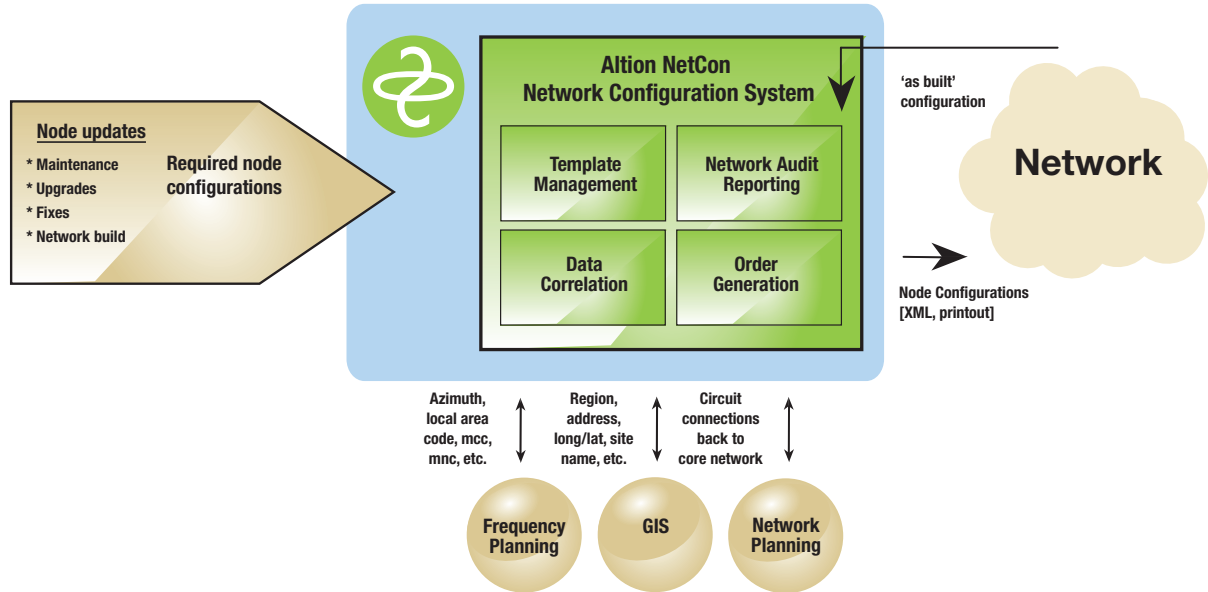 Node updates
* Maintenance
* Upgrades
* Fixes
* Network build
Required node
configurations
Altion NetCon
Network Configuration System
Template
Management
Network Audit
Reporting
Data
Correlation
Order
Generation
'as built'
configuration
Network
Node Configurations
[XML, printout]
Azimuth,
local area
code, mcc,
mnc, etc.
Region,
address,
long/lat, site
name, etc.
Circuit
connections
back to
core network
Frequency
Planning
GIS
Network
Planning